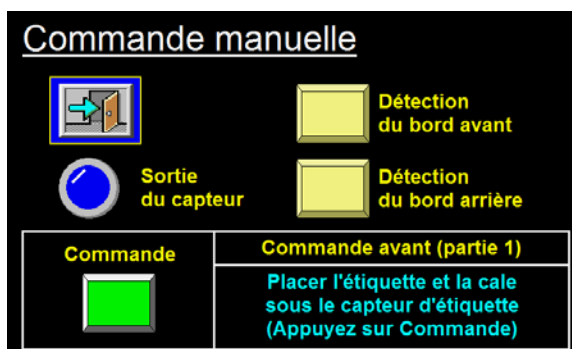 Commande manuelle
Détection
du bord avant
Sortie
du capteur
Détection
du bord arrière
Commande
Commande avant (partie 1)
Placer l'étiquette et la cale
sous le capteur d'étiquette
(Appuyez sur Commande)